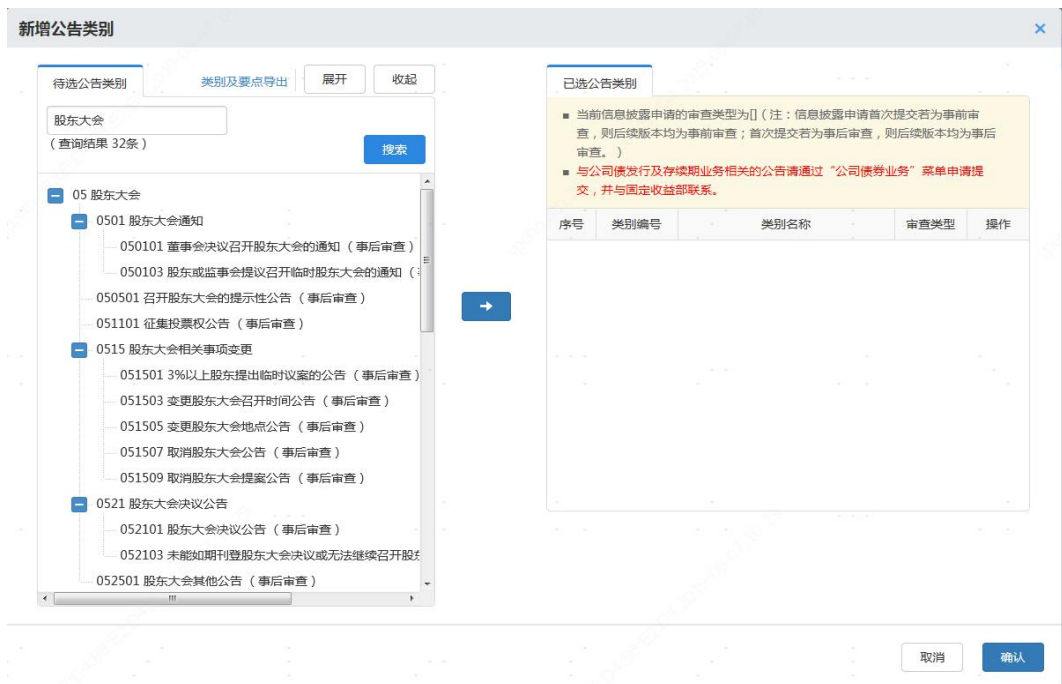 新增公告类别
×
待选公告类别
类别及要点导出
展开
收起
股东大会
（查询结果 32条）
搜索
05 股东大会
0501 股东大会通知
050101 董事会决议召开股东大会的通知（事后审查）
050103 股东或监事会提议召开临时股东大会的通知（
050501 召开股东大会的提示性公告（事后审查）
051101 征集投票权公告（事后审查）
0515 股东大会相关事项变更
051501 3%以上股东提出临时议案的公告（事后审查）
051503 变更股东大会召开时间公告（事后审查）
051505 变更股东大会地点公告（事后审查）
051507 取消股东大会公告（事后审查）
051509 取消股东大会提案公告（事后审查）
0521 股东大会决议公告
052101 股东大会决议公告（事后审查）
052103 未能如期刊登股东大会决议或无法继续召开股东
052501 股东大会其他公告（事后审查）
已选公告类别
当前信息披露申请的审查类型为[]（注：信息披露申请首次提交若为事前审
查，则后续版本均为事前审查；首次提交若为事后审查，则后续版本均为事后
审查。）
与公司债发行及存续期业务相关的公告请通过“公司债券业务”菜单申请提
交，并与固定收益部联系。
序号 类别编号 类别名称 审查类型 操作
取消
确认